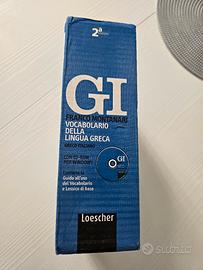 2ª
GI
FRANCO MONTANARI
VOCABOLARIO
DELLA
LINGUA GRECA
GRECO ITALIANO
CON CD-ROM
PER WINDOWS
GI
Guida all'uso
del Vocabolario
e Lessico di base
Loescher
Subito